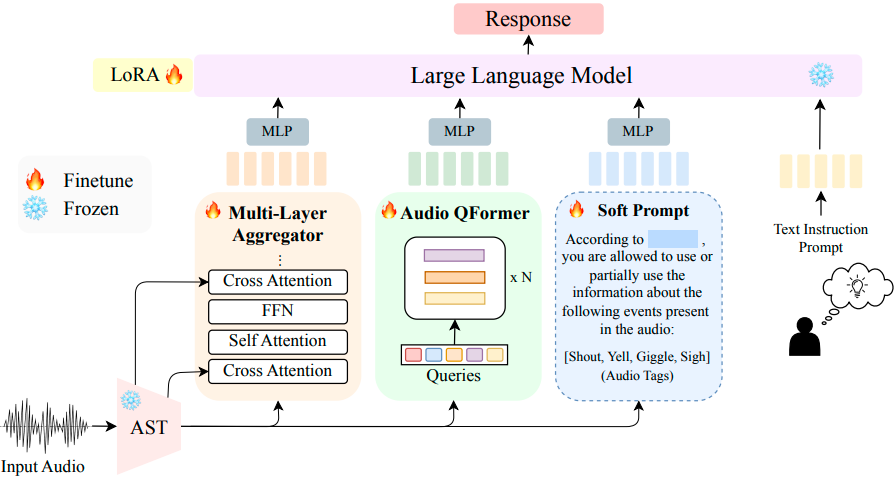 Response
LoRA
Large Language Model
MLP
MLP
MLP
Finetune
Frozen
Multi-Layer
Aggregator
⋮
Cross Attention
FFN
Self Attention
Cross Attention
Audio QFormer
x N
Queries
Soft Prompt
According to ,
you are allowed to use or
partially use the
information about the
following events present
in the audio:
[Shout, Yell, Giggle, Sigh]
(Audio Tags)
Text Instruction
Prompt
AST
Input Audio